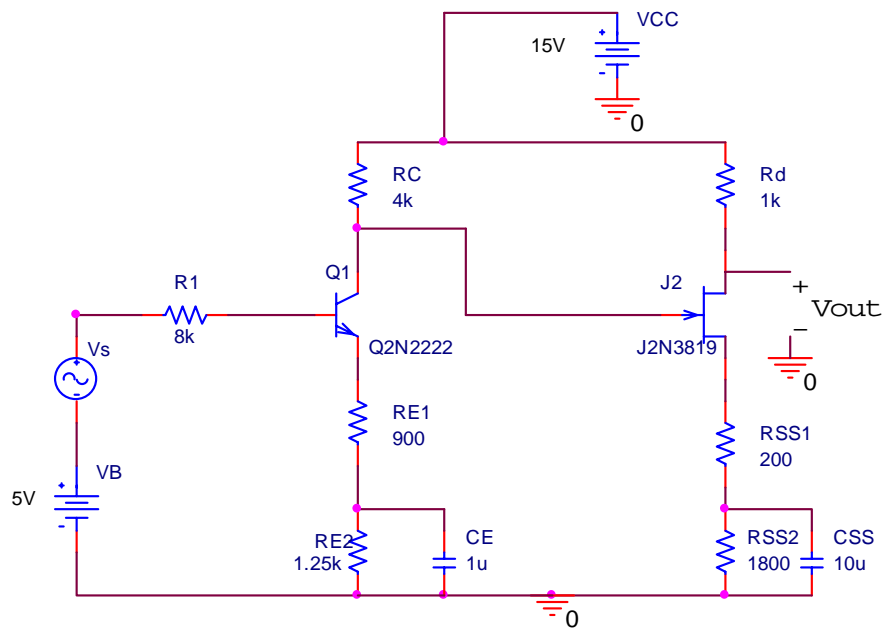 VCC
+
15V
-
0
RC
4k
Rd
1k
Q1
R1
8k
Q2N2222
J2
J2N3819
+
Vout
-
0
Vs
+
-
RE1
900
RSS1
200
VB
+
5V
-
RE2
1.25k
CE
1u
RSS2
1800
CSS
10u
0